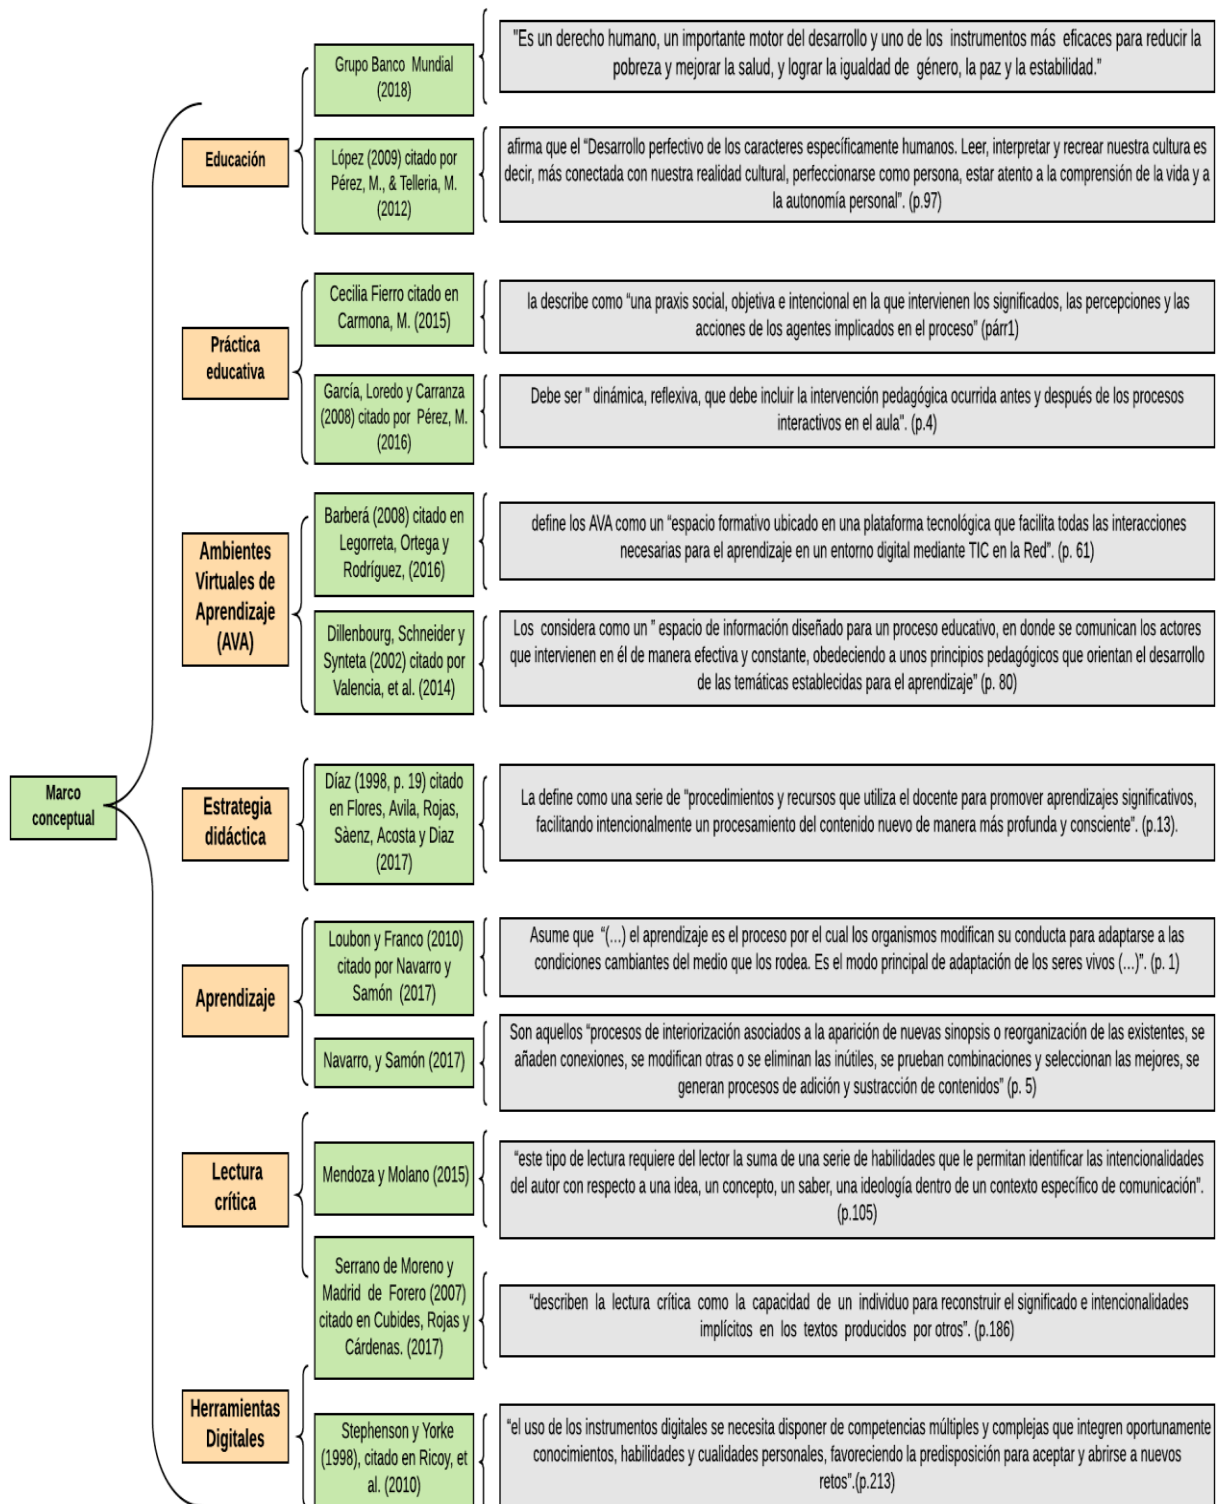 Marco
conceptual
Educación
Grupo Banco Mundial
(2018)
"Es un derecho humano, un importante motor del desarrollo y uno de los instrumentos más eficaces para reducir la
pobreza y mejorar la salud, y lograr la igualdad de género, la paz y la estabilidad.”
López (2009) citado por
Pérez, M., & Telleria, M.
(2012)
afirma que el “Desarrollo perfectivo de los caracteres específicamente humanos. Leer, interpretar y recrear nuestra cultura es
decir, más conectada con nuestra realidad cultural, perfeccionarse como persona, estar atento a la comprensión de la vida y a
la autonomía personal”. (p.97)
Práctica
educativa
Cecilia Fierro citado en
Carmona, M. (2015)
la describe como “una praxis social, objetiva e intencional en la que intervienen los significados, las percepciones y las
acciones de los agentes implicados en el proceso” (párr1)
García, Loredo y Carranza
(2008) citado por Pérez, M.
(2016)
Debe ser " dinámica, reflexiva, que debe incluir la intervención pedagógica ocurrida antes y después de los procesos
interactivos en el aula". (p.4)
Ambientes
Virtuales de
Aprendizaje
(AVA)
Barberá (2008) citado en
Legorreta, Ortega y
Rodríguez, (2016)
define los AVA como un “espacio formativo ubicado en una plataforma tecnológica que facilita todas las interacciones
necesarias para el aprendizaje en un entorno digital mediante TIC en la Red”. (p. 61)
Dillenbourg, Schneider y
Synteta (2002) citado por
Valencia, et al. (2014)
Los considera como un ” espacio de información diseñado para un proceso educativo, en donde se comunican los actores
que intervienen en él de manera efectiva y constante, obedeciendo a unos principios pedagógicos que orientan el desarrollo
de las temáticas establecidas para el aprendizaje” (p. 80)
Estrategia
didáctica
Díaz (1998, p. 19) citado
en Flores, Avila, Rojas,
Sàenz, Acosta y Diaz
(2017)
La define como una serie de “procedimientos y recursos que utiliza el docente para promover aprendizajes significativos,
facilitando intencionalmente un procesamiento del contenido nuevo de manera más profunda y consciente”. (p.13).
Aprendizaje
Loubon y Franco (2010)
citado por Navarro y
Samón (2017)
Asume que “(…) el aprendizaje es el proceso por el cual los organismos modifican su conducta para adaptarse a las
condiciones cambiantes del medio que los rodea. Es el modo principal de adaptación de los seres vivos (…)”. (p. 1)
Navarro, y Samón (2017)
Son aquellos “procesos de interiorización asociados a la aparición de nuevas sinopsis o reorganización de las existentes, se
añaden conexiones, se modifican otras o se eliminan las inútiles, se prueban combinaciones y seleccionan las mejores, se
generan procesos de adición y sustracción de contenidos” (p. 5)
Lectura
crítica
Mendoza y Molano (2015)
“este tipo de lectura requiere del lector la suma de una serie de habilidades que le permitan identificar las intencionalidades
del autor con respecto a una idea, un concepto, un saber, una ideología dentro de un contexto específico de comunicación”.
(p.105)
Serrano de Moreno y
Madrid de Forero (2007)
citado en Cubides, Rojas y
Cárdenas. (2017)
“describen la lectura crítica como la capacidad de un individuo para reconstruir el significado e intencionalidades
implícitos en los textos producidos por otros”. (p.186)
Herramientas
Digitales
Stephenson y Yorke
(1998), citado en Ricoy, et
al. (2010)
“el uso de los instrumentos digitales se necesita disponer de competencias múltiples y complejas que integren oportunamente
conocimientos, habilidades y cualidades personales, favoreciendo la predisposición para aceptar y abrirse a nuevos
retos”.(p.213)